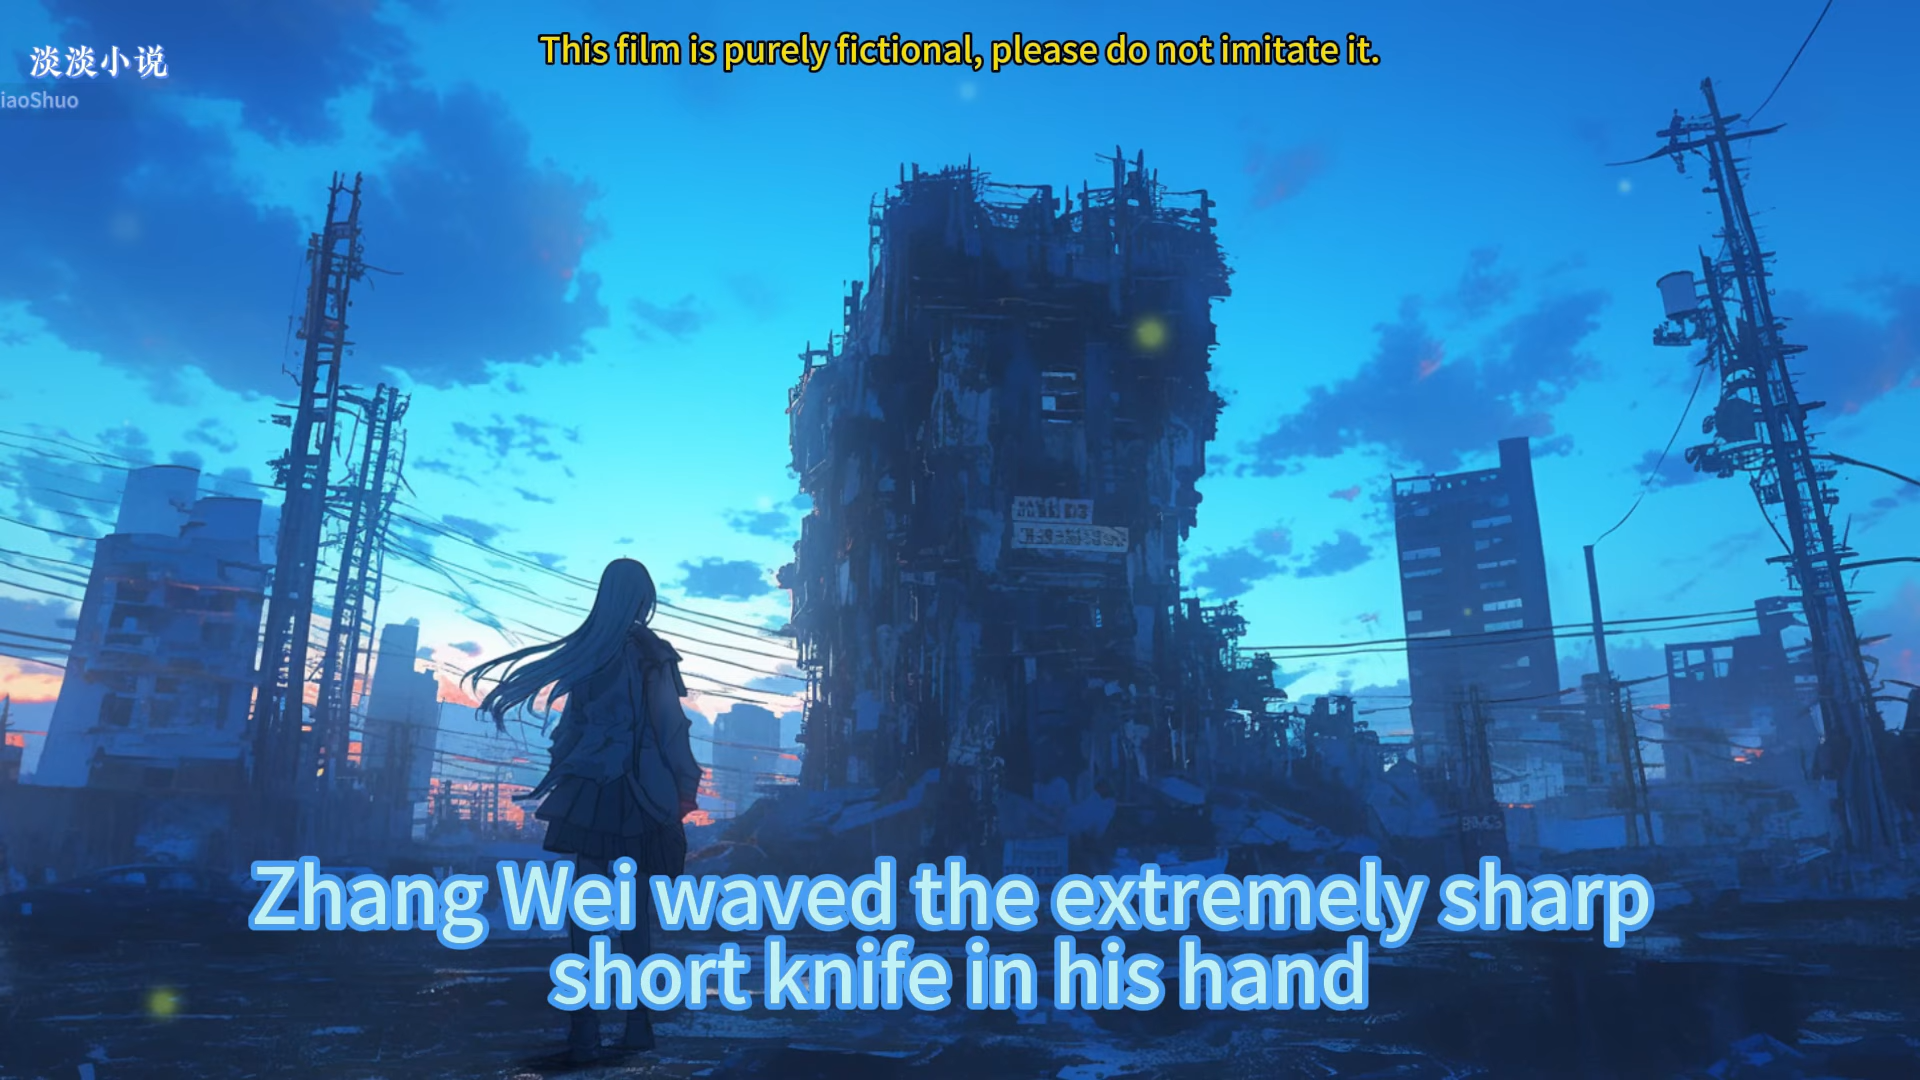 This film is purely fictional, please do not imitate it.
淡淡小说
iaoShuo
Zhang Wei waved the extremely sharp
short knife in his hand